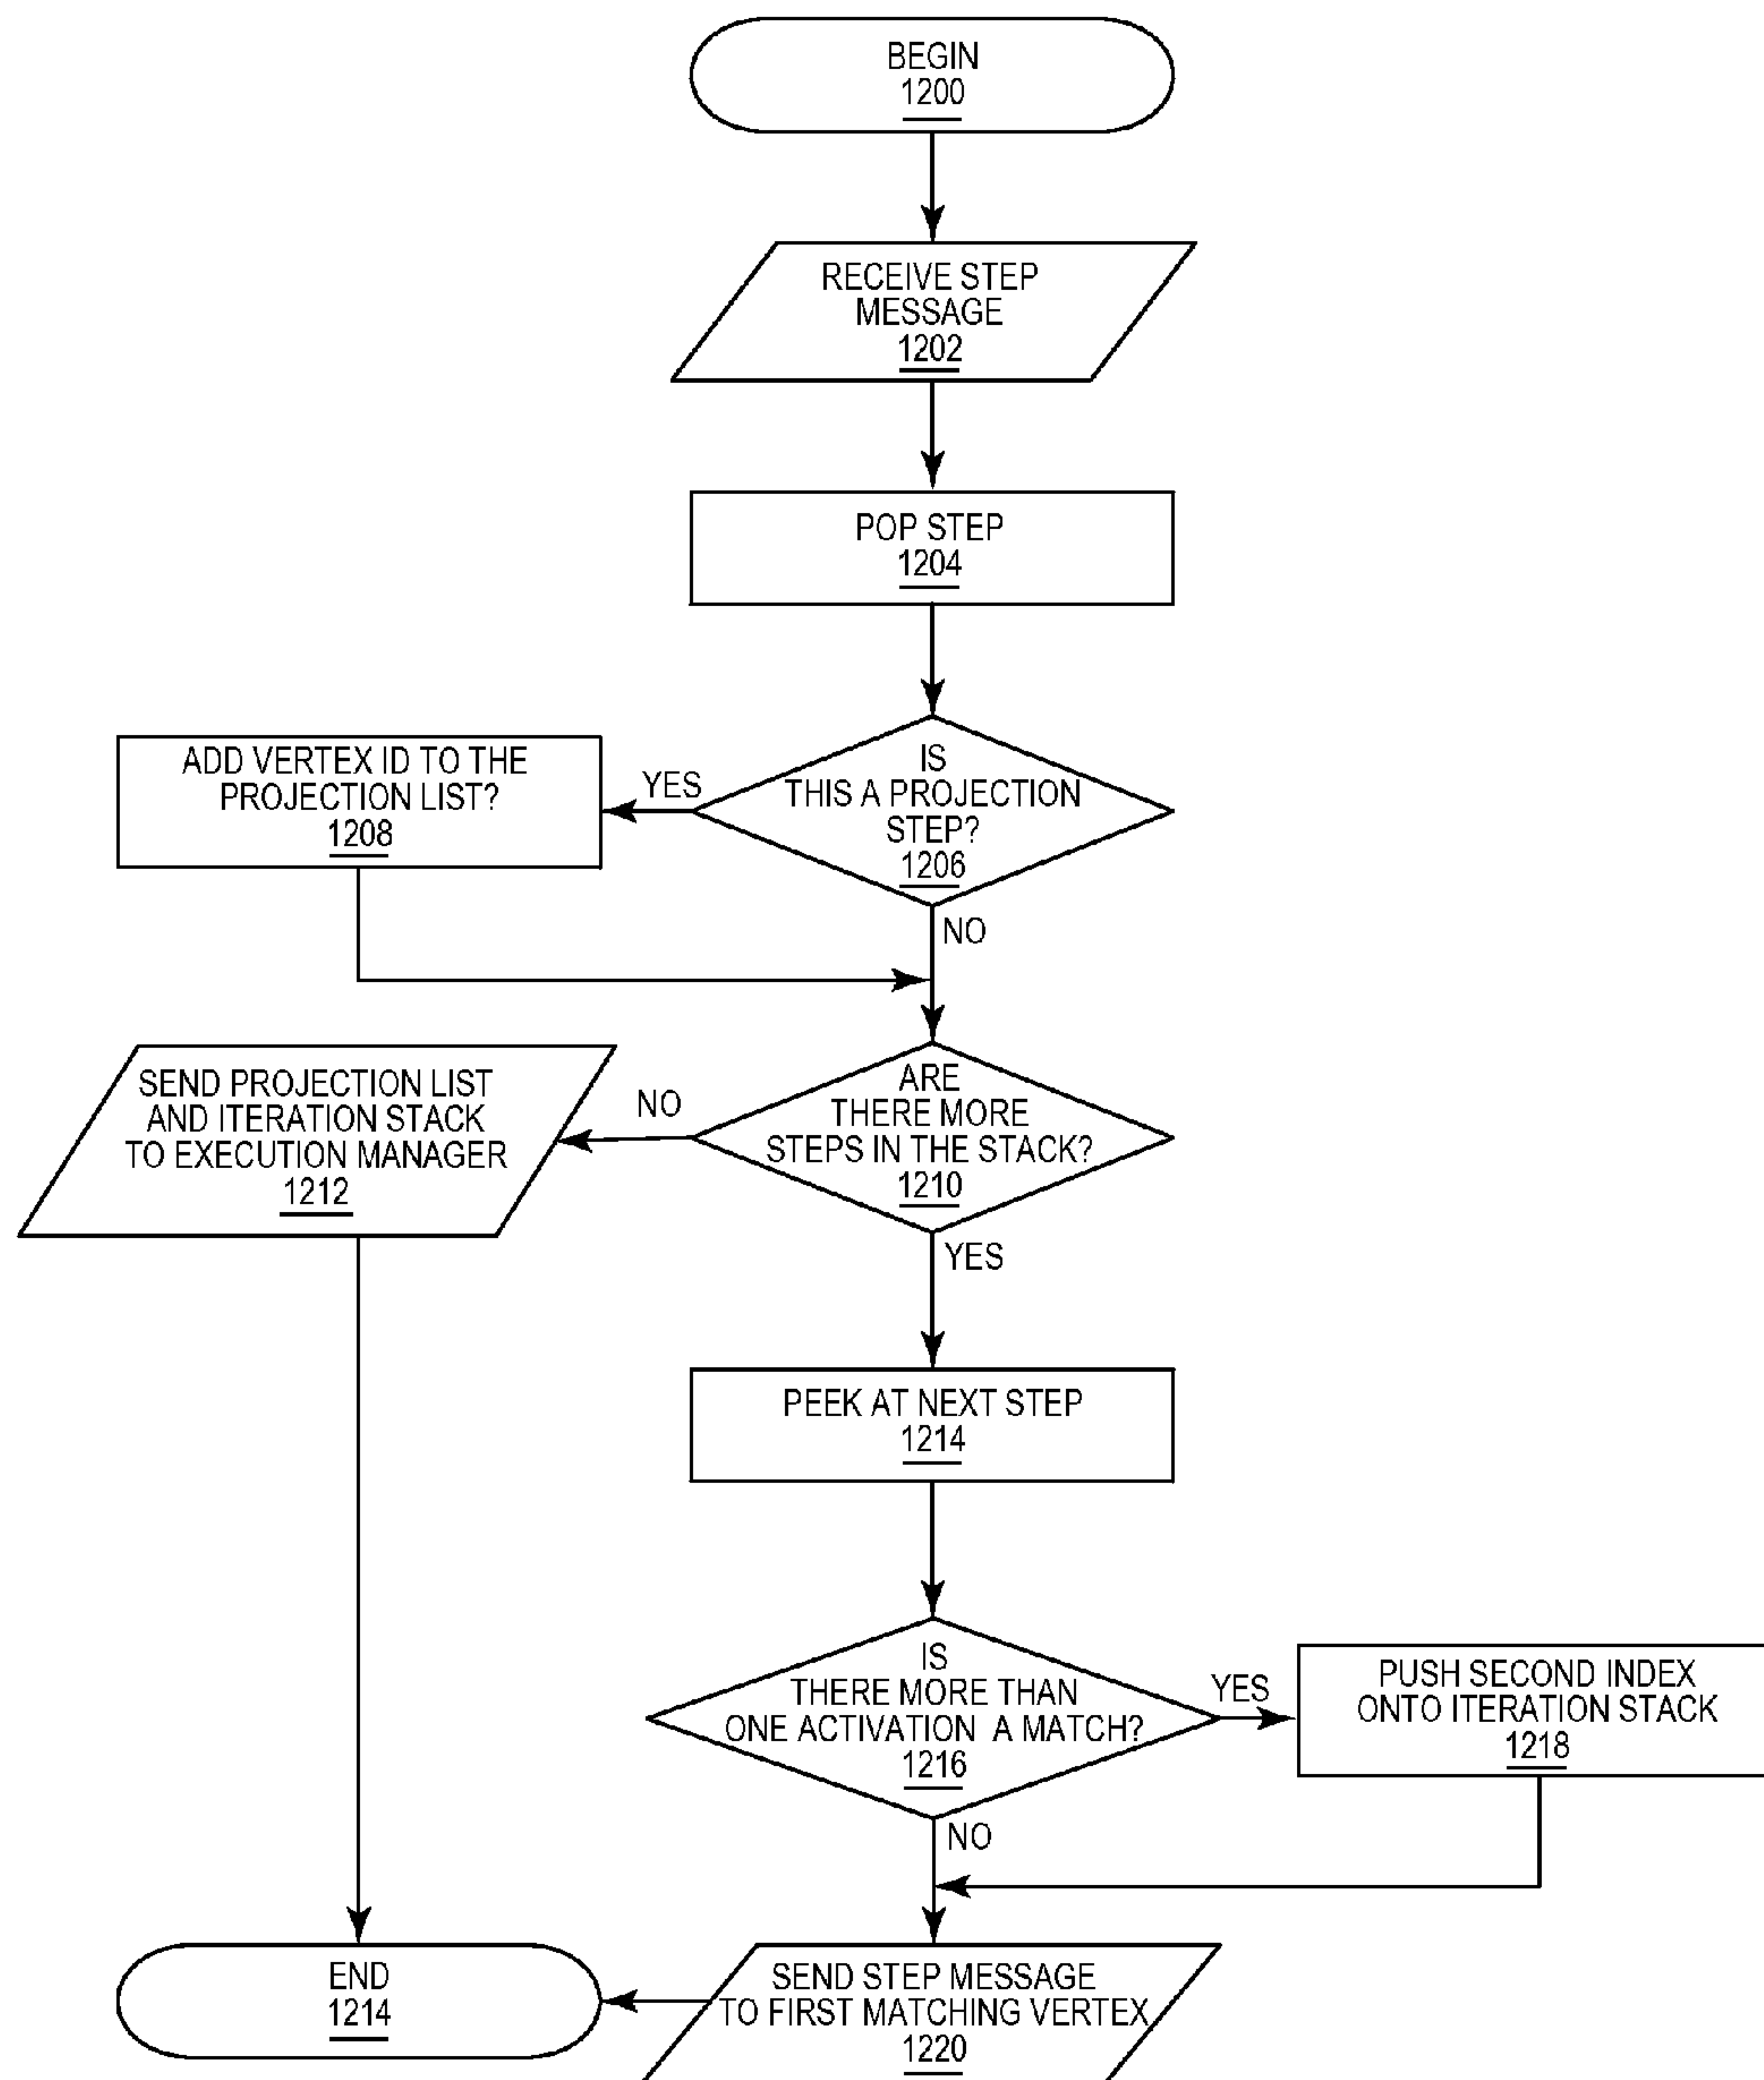 BEGIN
1200
RECEIVE STEP
MESSAGE
1202
POP STEP
1204
IS
THIS A PROJECTION
STEP?
1206
YES
ADD VERTEX ID TO THE
PROJECTION LIST?
1208
NO
ARE
THERE MORE
STEPS IN THE STACK?
1210
NO
SEND PROJECTION LIST
AND ITERATION STACK
TO EXECUTION MANAGER
1212
YES
PEEK AT NEXT STEP
1214
IS
THERE MORE THAN
ONE ACTIVATION A MATCH?
1216
YES
PUSH SECOND INDEX
ONTO ITERATION STACK
1218
NO
SEND STEP MESSAGE
TO FIRST MATCHING VERTEX
1220
END
1214